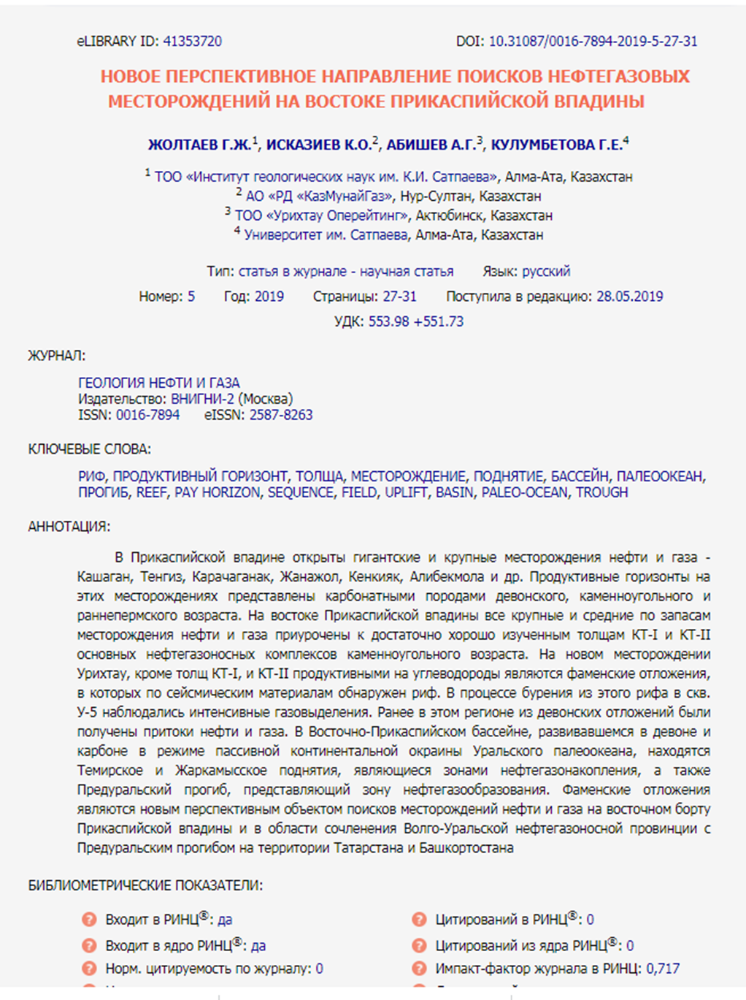 eLIBRARY ID: 41353720 DOI: 10.31087/0016-7894-2019-5-27-31
НОВОЕ ПЕРСПЕКТИВНОЕ НАПРАВЛЕНИЕ ПОИСКОВ НЕФТЕГАЗОВЫХ
МЕСТОРОЖДЕНИЙ НА ВОСТОКЕ ПРИКАСПИЙСКОЙ ВПАДИНЫ
ЖОЛТАЕВ Г.Ж.1, ИСКАЗИЕВ К.О.2, АБИШЕВ А.Г.3, КУЛУМБЕТОВА Г.Е.4
1 ТОО «Институт геологических наук им. К.И. Сатпаева», Алма-Ата, Казахстан
2 АО «РД «КазМунайГаз», Нур-Султан, Казахстан
3 ТОО «Урихтау Оперейтинг», Актюбинск, Казахстан
4 Университет им. Сатпаева, Алма-Ата, Казахстан
Тип: статья в журнале - научная статья Язык: русский
Номер: 5 Год: 2019 Страницы: 27-31 Поступила в редакцию: 28.05.2019
УДК: 553.98 +551.73
ЖУРНАЛ:
ГЕОЛОГИЯ НЕФТИ И ГАЗА
Издательство: ВНИГНИ-2 (Москва)
ISSN: 0016-7894 eISSN: 2587-8263
КЛЮЧЕВЫЕ СЛОВА:
РИФ, ПРОДУКТИВНЫЙ ГОРИЗОНТ, ТОЛЩА, МЕСТОРОЖДЕНИЕ, ПОДНЯТИЕ, БАССЕЙН, ПАЛЕООКЕАН,
ПРОГИБ, REEF, PAY HORIZON, SEQUENCE, FIELD, UPLIFT, BASIN, PALEO-OCEAN, TROUGH
АННОТАЦИЯ:
В Прикаспийской впадине открыты гигантские и крупные месторождения нефти и газа -
Кашаган, Тенгиз, Карачаганак, Жанажол, Кенкияк, Алибекмола и др. Продуктивные горизонты на
этих месторождениях представлены карбонатными породами девонского, каменноугольного и
раннепермского возраста. На востоке Прикаспийской впадины все крупные и средние по запасам
месторождения нефти и газа приурочены к достаточно хорошо изученным толщам КТ-I и КТ-II
основных нефтегазоносных комплексов каменноугольного возраста. На новом месторождении
Урихтау, кроме толщ КТ-I, и КТ-II продуктивными на углеводороды являются фаменские отложения,
в которых по сейсмическим материалам обнаружен риф. В процессе бурения из этого рифа в скв.
У-5 наблюдались интенсивные газовыделения. Ранее в этом регионе из девонских отложений были
получены притоки нефти и газа. В Восточно-Прикаспийском бассейне, развивавшемся в девоне и
карбоне в режиме пассивной континентальной окраины Уральского палеоокеана, находятся
Темирское и Жаркамысское поднятия, являющиеся зонами нефтегазонакопления, а также
Предуральский прогиб, представляющий зону нефтегазообразования. Фаменские отложения
являются новым перспективным объектом поисков месторождений нефти и газа на восточном борту
Прикаспийской впадины и в области сочленения Волго-Уральской нефтегазоносной провинции с
Предуральским прогибом на территории Татарстана и Башкортостана
БИБЛИОМЕТРИЧЕСКИЕ ПОКАЗАТЕЛИ:
? Входит в РИНЦ®: да ? Цитирований в РИНЦ®: 0
? Входит в ядро РИНЦ®: да ? Цитирований из ядра РИНЦ®: 0
? Норм. цитируемость по журналу: 0 ? Импакт-фактор журнала в РИНЦ: 0,717